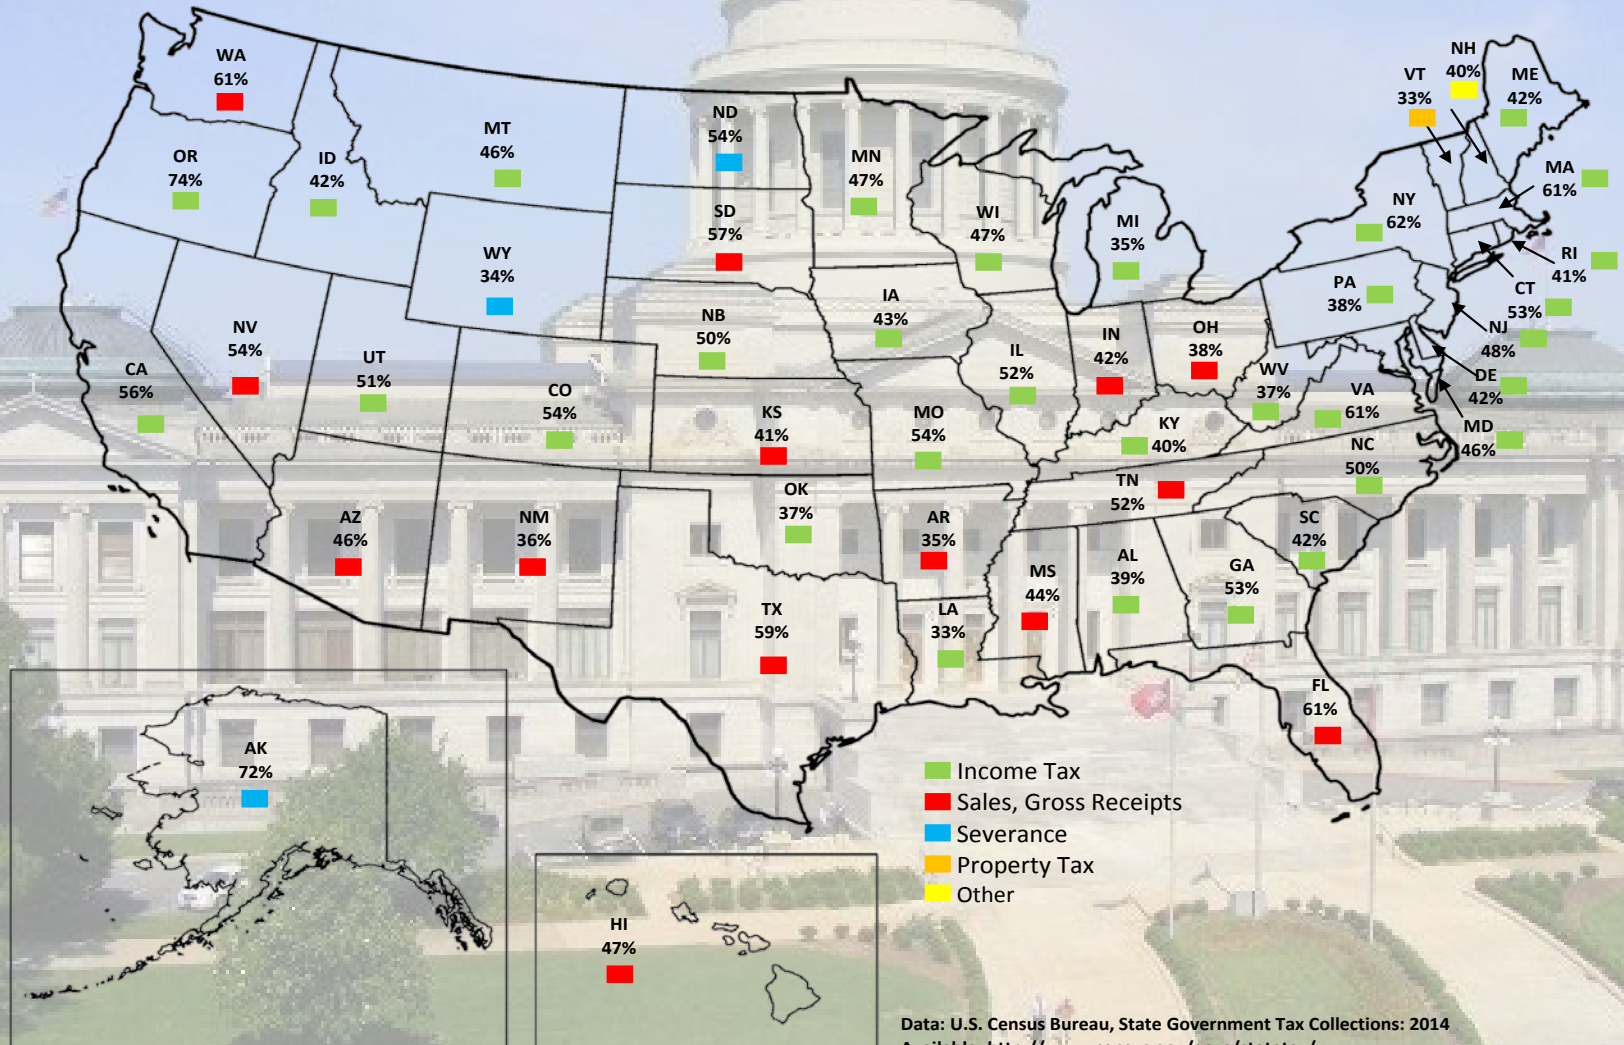 WA
61%
OR
74%
ID
42%
MT
46%
ND
54%
MN
47%
SD
57%
WY
34%
WI
47%
MI
35%
VT
33%
NH
40%
ME
42%
MA
61%
NY
62%
RI
41%
PA
38%
CT
53%
NJ
48%
DE
42%
MD
46%
NV
54%
CA
56%
UT
51%
CO
54%
NB
50%
IA
43%
IL
52%
IN
42%
OH
38%
WV
37%
VA
61%
KS
41%
MO
54%
KY
40%
NC
50%
TN
52%
AZ
46%
NM
36%
OK
37%
AR
35%
SC
42%
MS
44%
AL
39%
GA
53%
TX
59%
LA
33%
FL
61%
AK
72%
HI
47%
Income Tax
Sales, Gross Receipts
Severance
Property Tax
Other
Data: U.S. Census Bureau, State Government Tax Collections: 2014